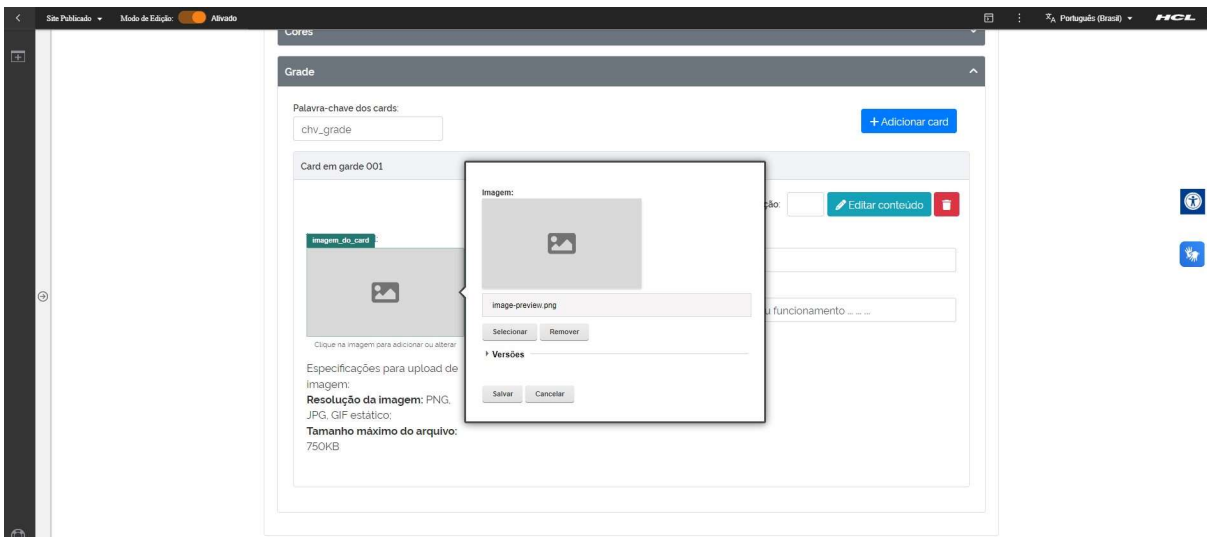 Site Publicado
Modo de Edição:
Ativado
Português (Brasil)
HCL
Cores
Grade
Palavra-chave dos cards:
chv_grade
+ Adicionar card
Card em garde 001
ção:
Editar conteúdo
imagem_do_card
Clique na imagem para adicionar ou alterar
Especificações para upload de
imagem:
Resolução da imagem: PNG,
JPG, GIF estático;
Tamanho máximo do arquivo:
750KB
Imagem:
image-preview.png
Selecionar
Remover
Versões
Salvar
Cancelar
u funcionamento ... ... ...